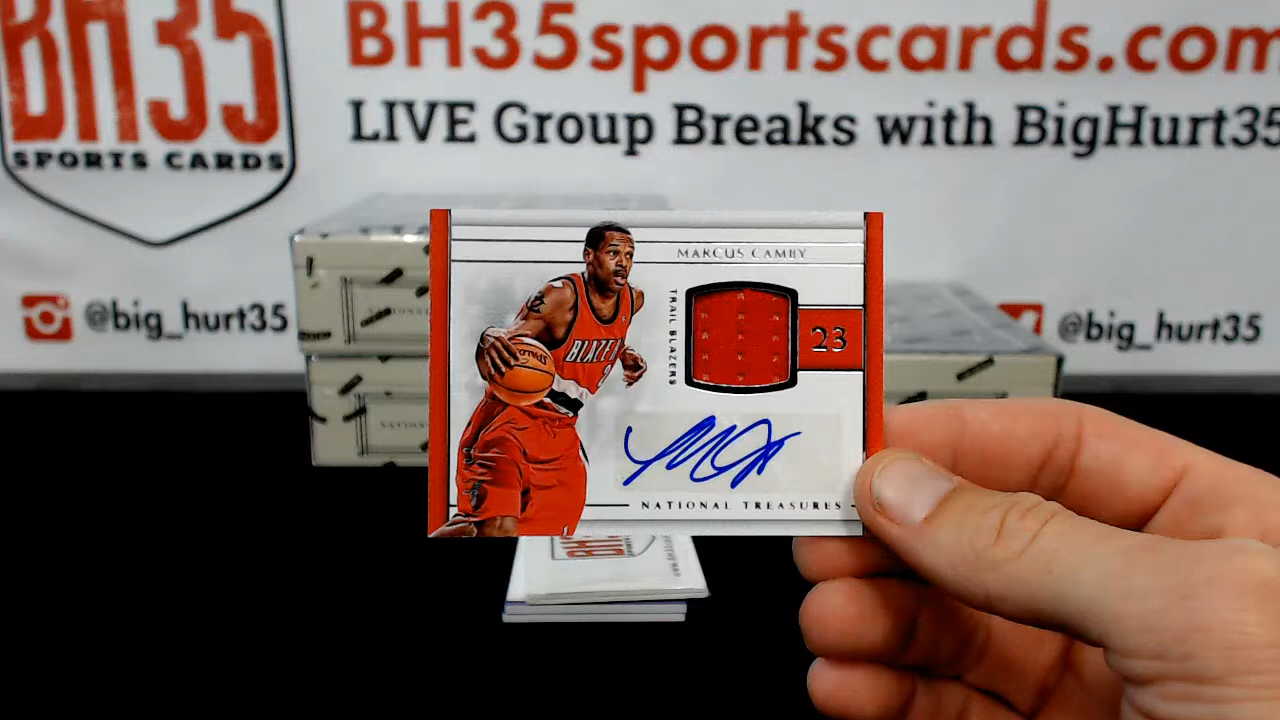 BH35
SPORTS CARDS
BH35sportscards.com
LIVE Group Breaks with BigHurt35
@big_hurt35
@big_hurt35
MARCUS CAMBY
TRAIL BLAZERS
23
BLAZE
NATIONAL TREASURES